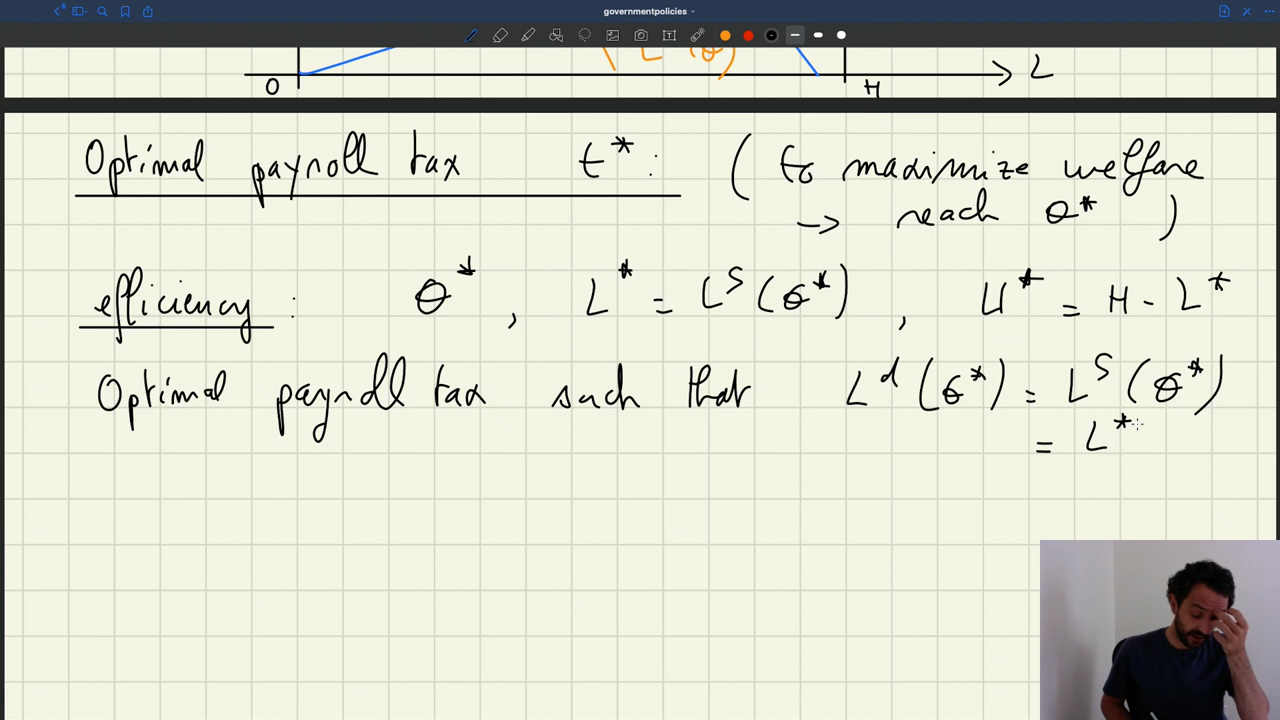 governmentpolicies
L (θ)
0 H L
Optimal payroll tax t* : ( to maximize welfare
→ reach θ* )
efficiency : θ* , L* = L^s (θ*) , U* = H - L*
Optimal payroll tax such that L^d (θ*) = L^s (θ*)
= L*